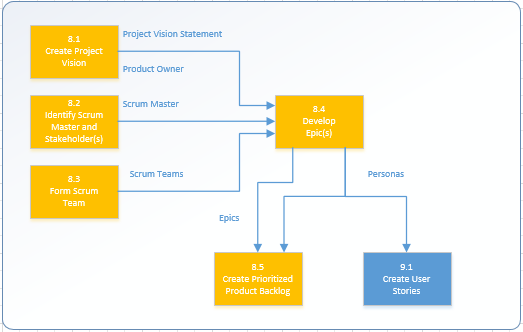 8.1
Create Project
Vision
Project Vision Statement
Product Owner
8.2
Identify Scrum
Master and
Stakeholder(s)
Scrum Master
8.3
Form Scrum
Team
Scrum Teams
8.4
Develop
Epic(s)
Personas
Epics
8.5
Create Prioritized
Product Backlog
9.1
Create User
Stories